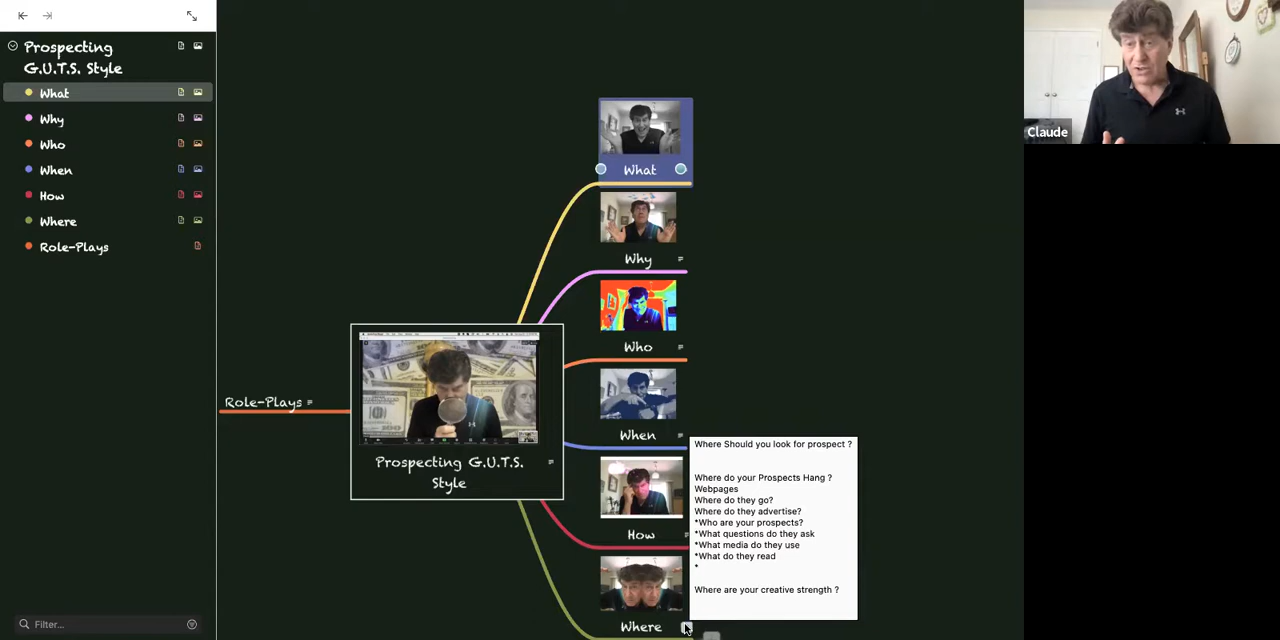 Prospecting
G.U.T.S. Style
What
Why
Who
When
How
Where
Role-Plays
Filter...
What
Why
Who
When
How
Where
Role-Plays
Prospecting G.U.T.S.
Style
Where Should you look for prospect ?
Where do your Prospects Hang ?
Webpages
Where do they go?
Where do they advertise?
*Who are your prospects?
*What questions do they ask
*What media do they use
*What do they read
*
Where are your creative strength ?
Claude